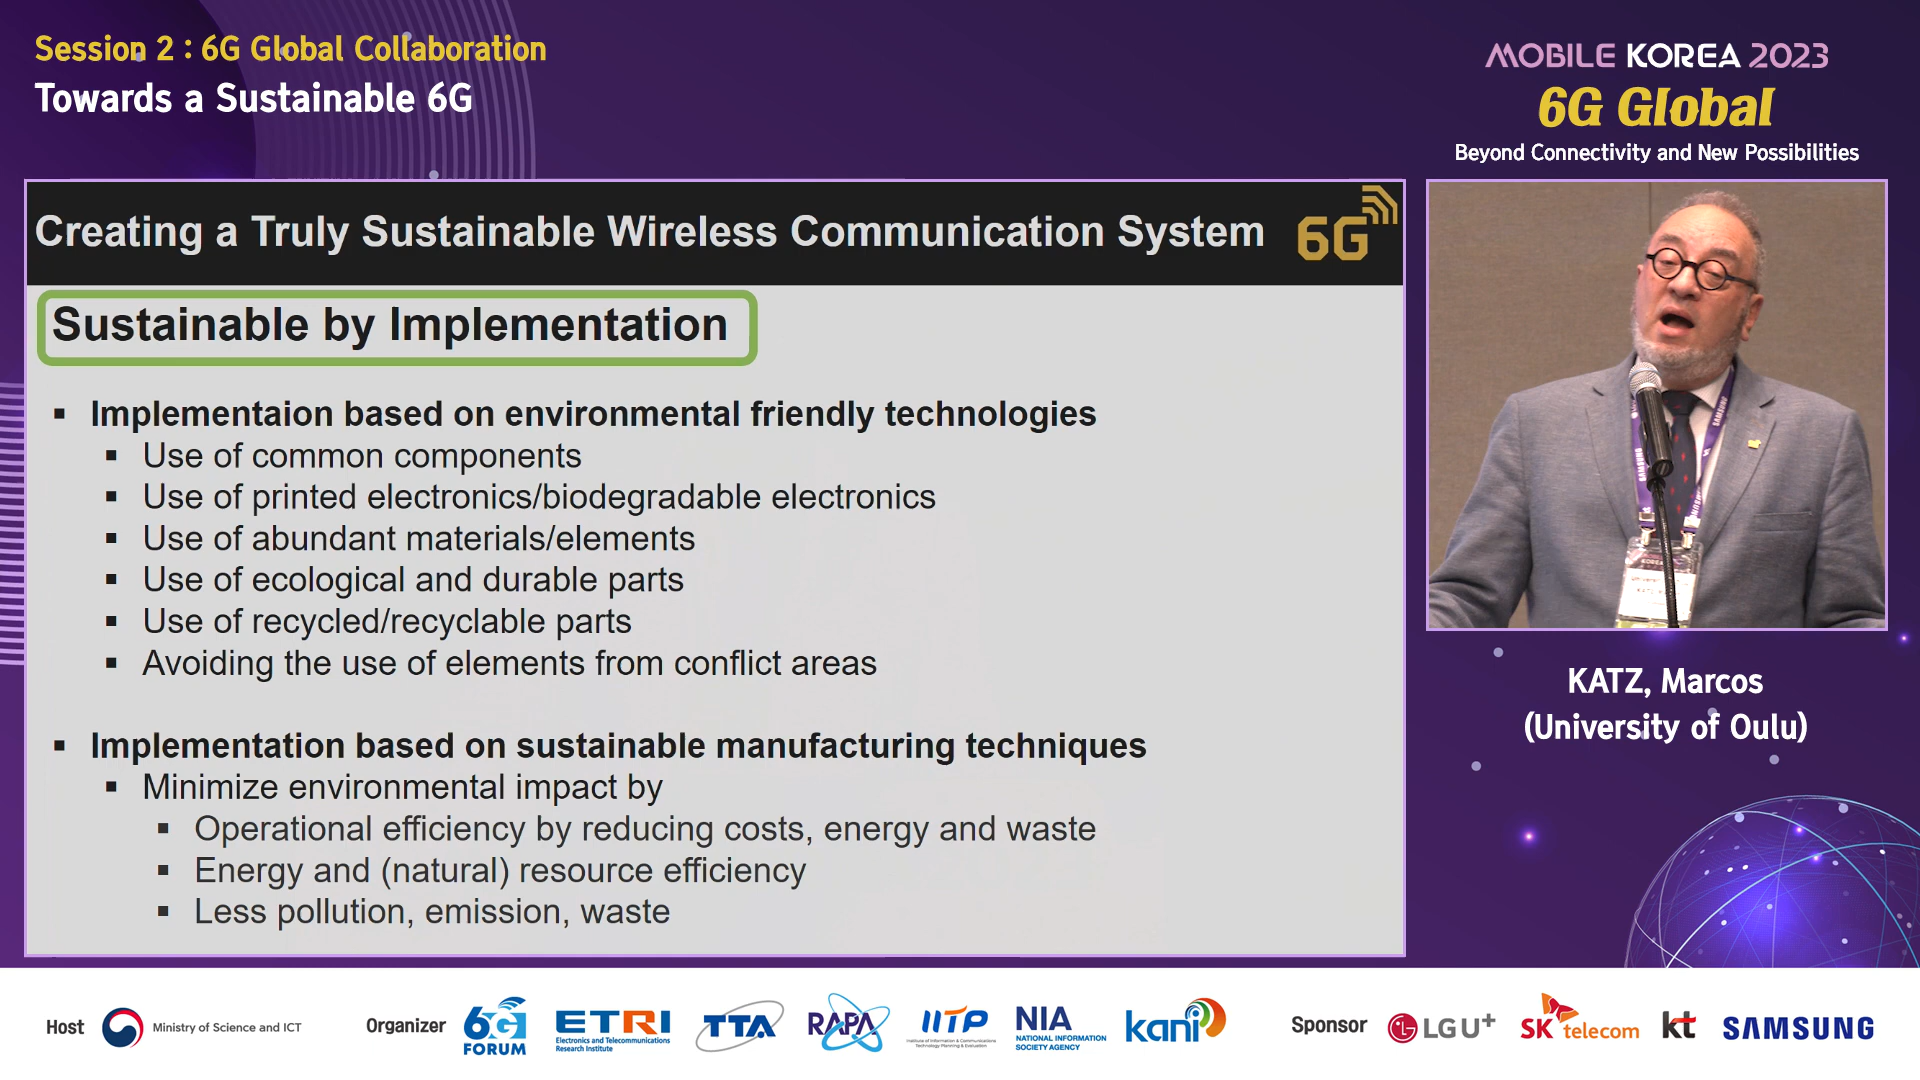 Session 2 : 6G Global Collaboration
Towards a Sustainable 6G
MOBILE KOREA 2023
6G Global
Beyond Connectivity and New Possibilities
Creating a Truly Sustainable Wireless Communication System
6G
Sustainable by Implementation
▪ Implementaion based on environmental friendly technologies
▪ Use of common components
▪ Use of printed electronics/biodegradable electronics
▪ Use of abundant materials/elements
▪ Use of ecological and durable parts
▪ Use of recycled/recyclable parts
▪ Avoiding the use of elements from conflict areas
▪ Implementation based on sustainable manufacturing techniques
▪ Minimize environmental impact by
▪ Operational efficiency by reducing costs, energy and waste
▪ Energy and (natural) resource efficiency
▪ Less pollution, emission, waste
SAMSUNG
SAMSUNG
KATZ, Marcos
(University of Oulu)
Host
Ministry of Science and ICT
Organizer
6G FORUM
ETRI
Electronics and Telecommunications
Research Institute
TTA
RAPA
IITP
Institute of Information & Communications
Technology Planning & Evaluation
NIA
NATIONAL INFORMATION
SOCIETY AGENCY
kani
Sponsor
LG U+
SK telecom
kt
SAMSUNG